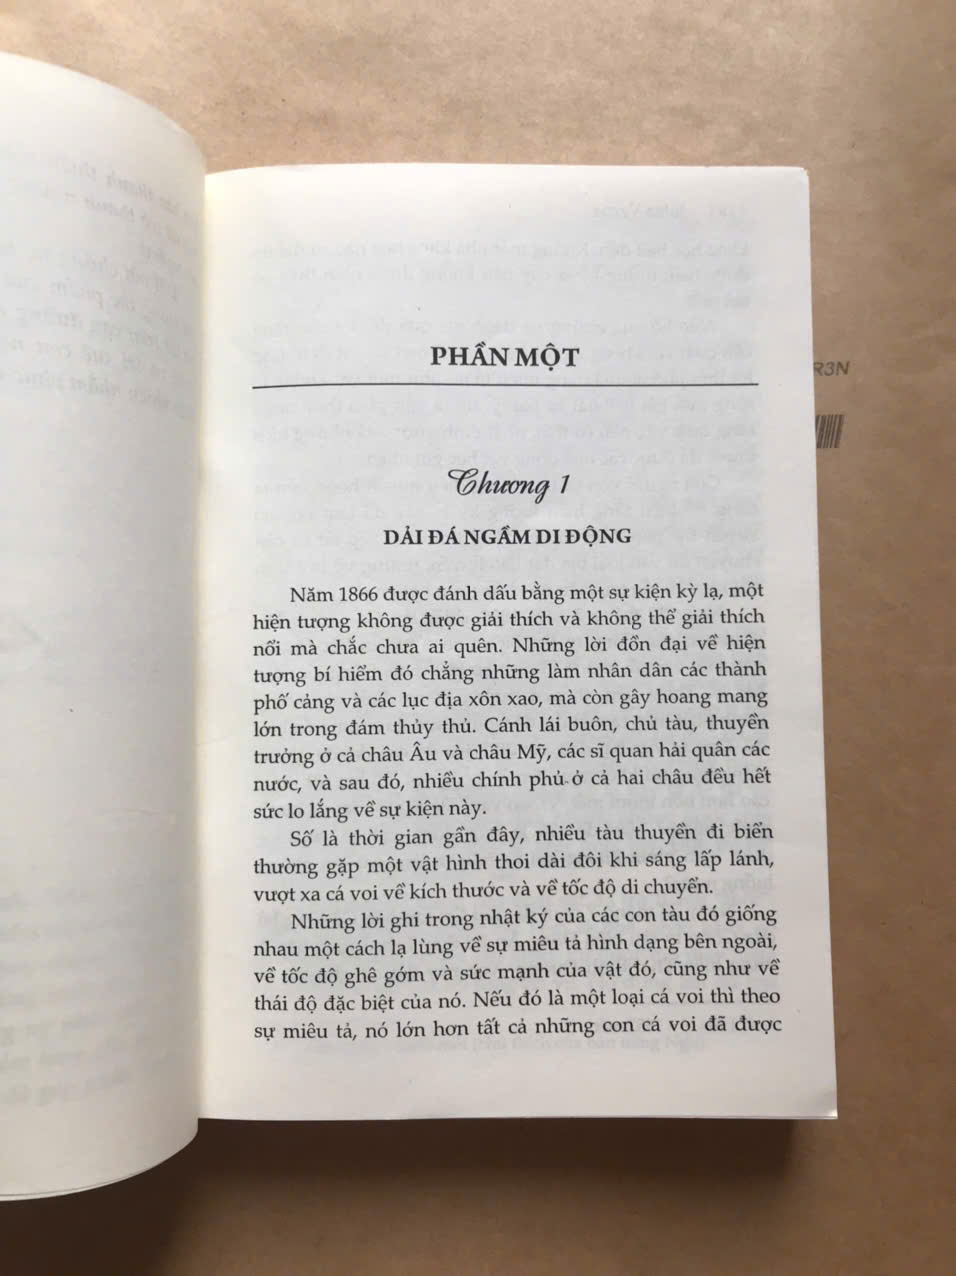 PHẦN MỘT
Chương 1
DẢI ĐÁ NGẦM DI ĐỘNG
Năm 1866 được đánh dấu bằng một sự kiện kỳ lạ, một
hiện tượng không được giải thích và không thể giải thích
nổi mà chắc chưa ai quên. Những lời đồn đại về hiện
tượng bí hiểm đó chẳng những làm nhân dân các thành
phố cảng và các lục địa xôn xao, mà còn gây hoang mang
lớn trong đám thủy thủ. Cánh lái buôn, chủ tàu, thuyền
trưởng ở cả châu Âu và châu Mỹ, các sĩ quan hải quân các
nước, và sau đó, nhiều chính phủ ở cả hai châu đều hết
sức lo lắng về sự kiện này.
Số là thời gian gần đây, nhiều tàu thuyền đi biển
thường gặp một vật hình thoi dài đôi khi sáng lấp lánh,
vượt xa cá voi về kích thước và về tốc độ di chuyển.
Những lời ghi trong nhật ký của các con tàu đó giống
nhau một cách lạ lùng về sự miêu tả hình dạng bên ngoài,
về tốc độ ghê gớm và sức mạnh của vật đó, cũng như về
thái độ đặc biệt của nó. Nếu đó là một loại cá voi thì theo
sự miêu tả, nó lớn hơn tất cả những con cá voi đã được
R3N